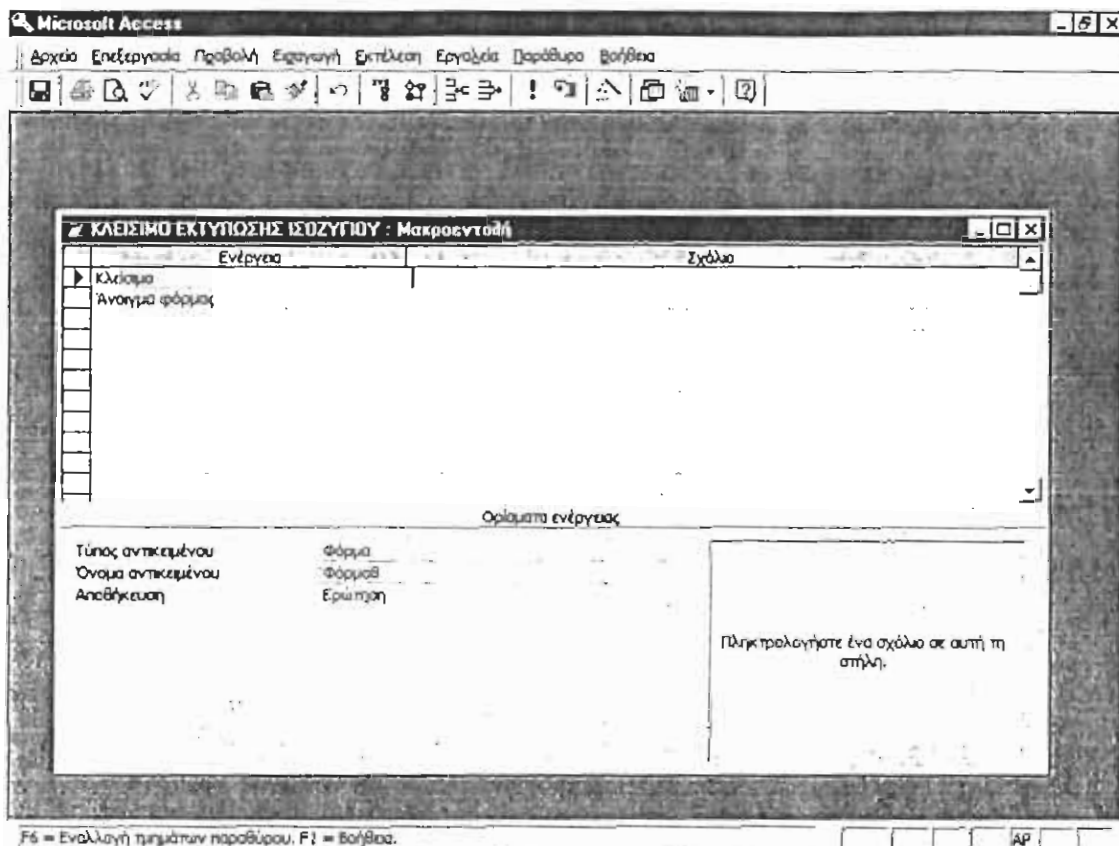 Microsoft Access
Αρχείο Επεξεργασία Προβολή Εισαγωγή Εκτέλεση Εργαλεία Παράθυρο Βοήθεια
ΚΛΕΙΣΙΜΟ ΕΚΤΥΠΩΣΗΣ ΙΣΟΖΥΓΙΟΥ : Μακροεντολή
Ενέργεια Σχόλιο
Κλείσιμο
Άνοιγμα φόρμας
Ορίσματα ενέργειας
Τύπος αντικειμένου Φόρμα
Όνομα αντικειμένου Φόρμα8
Αποθήκευση Ερώτηση
Πληκτρολογήστε ένα σχόλιο σε αυτή τη
στήλη.
F6 = Εναλλαγή τμημάτων παραθύρου. F1 = Βοήθεια.
AP